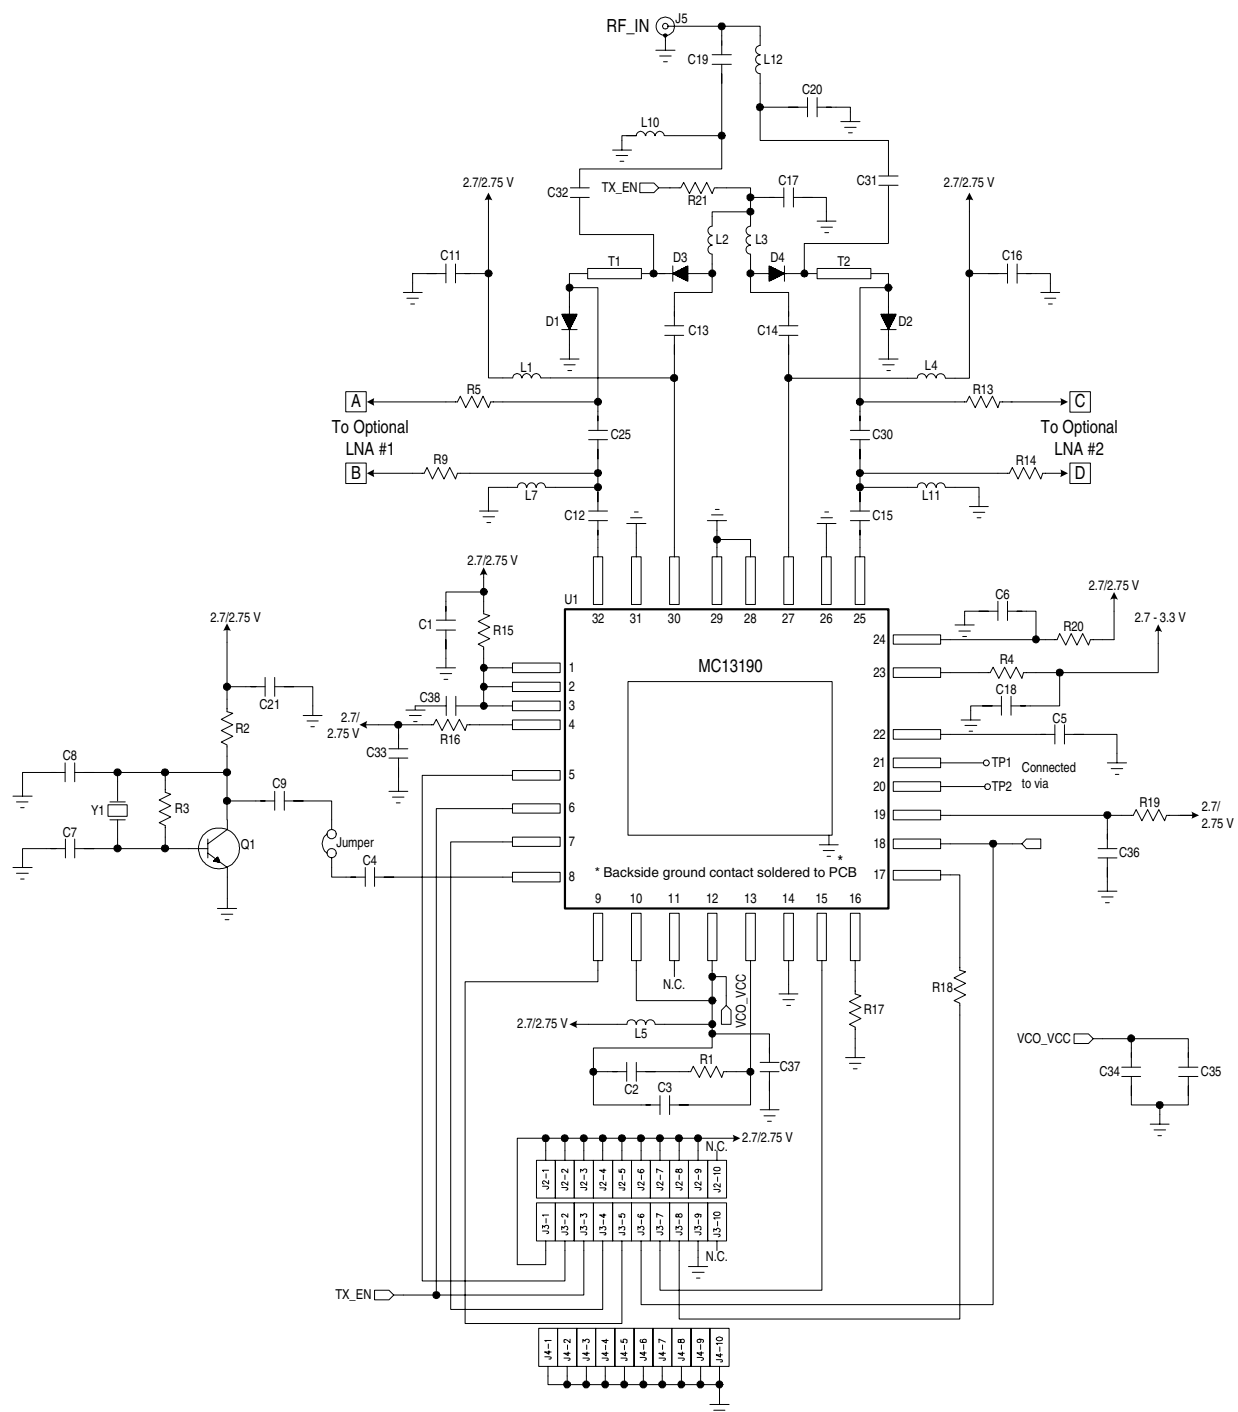 RF_IN
J5
C19
L12
C20
L10
2.7/2.75 V
C32
TX_EN
R21
C17
C31
2.7/2.75 V
L2
L3
C11
T1
D3
D4
T2
C16
D1
C13
C14
D2
L1
L4
A
R5
R13
C
To Optional
LNA #1
C25
C30
To Optional
LNA #2
B
R9
R14
D
L7
L11
C12
C15
2.7/2.75 V
U1
32
31
30
29
28
27
26
25
C6
2.7/2.75 V
2.7/2.75 V
C1
R15
24
R20
2.7 - 3.3 V
MC13190
1
23
R4
C21
C38
2
C18
R2
2.7/
2.75 V
3
R16
4
22
C5
C33
C8
5
21
TP1
Connected
to via
C9
20
TP2
Y1
R3
6
19
R19
2.7/
2.75 V
C7
Q1
Jumper
7
18
C36
C4
8
*
* Backside ground contact soldered to PCB
17
9
10
11
12
13
14
15
16
N.C.
VCO_VCC
R18
R17
2.7/2.75 V
L5
VCO_VCC
R1
C37
C34
C35
C2
C3
2.7/2.75 V
N.C.
J2-1
J2-2
J2-3
J2-4
J2-5
J2-6
J2-7
J2-8
J2-9
J2-10
J3-1
J3-2
J3-3
J3-4
J3-5
J3-6
J3-7
J3-8
J3-9
J3-10
N.C.
TX_EN
J4-1
J4-2
J4-3
J4-4
J4-5
J4-6
J4-7
J4-8
J4-9
J4-10